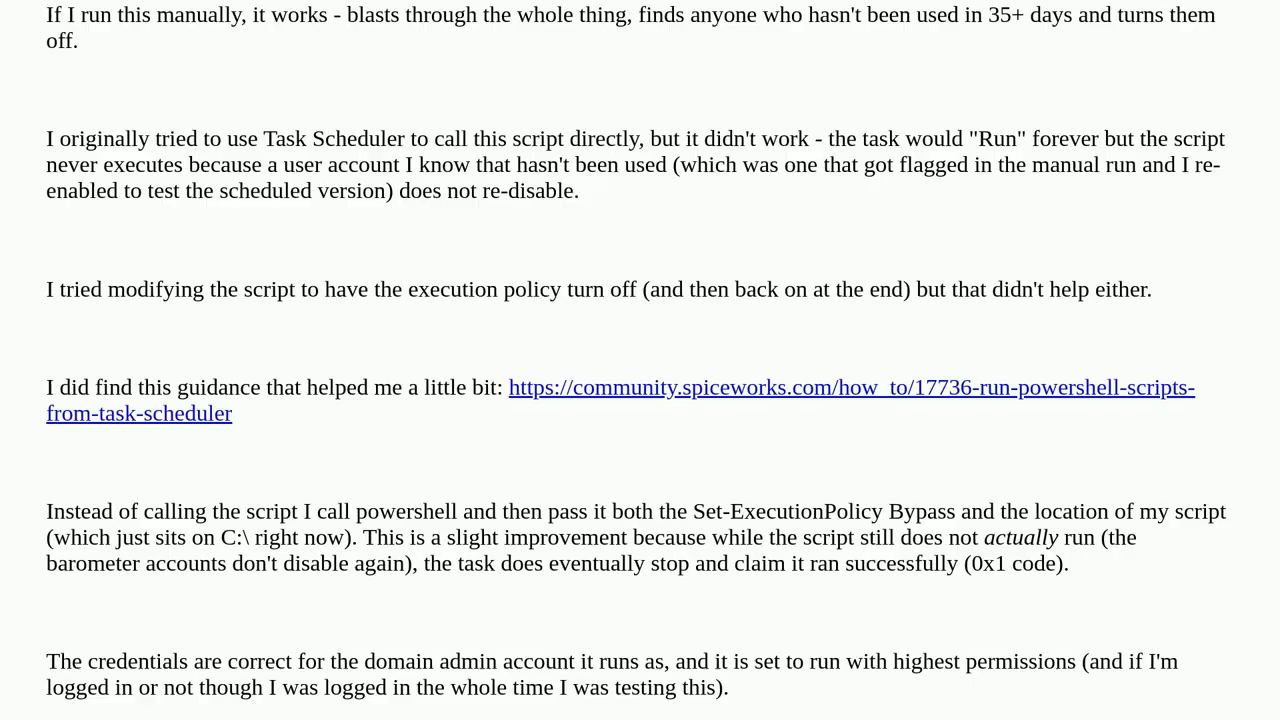 If I run this manually, it works - blasts through the whole thing, finds anyone who hasn't been used in 35+ days and turns them
off.
I originally tried to use Task Scheduler to call this script directly, but it didn't work - the task would "Run" forever but the script
never executes because a user account I know that hasn't been used (which was one that got flagged in the manual run and I re-
enabled to test the scheduled version) does not re-disable.
I tried modifying the script to have the execution policy turn off (and then back on at the end) but that didn't help either.
I did find this guidance that helped me a little bit: https://community.spiceworks.com/how_to/17736-run-powershell-scripts-
from-task-scheduler
Instead of calling the script I call powershell and then pass it both the Set-ExecutionPolicy Bypass and the location of my script
(which just sits on C:\ right now). This is a slight improvement because while the script still does not actually run (the
barometer accounts don't disable again), the task does eventually stop and claim it ran successfully (0x1 code).
The credentials are correct for the domain admin account it runs as, and it is set to run with highest permissions (and if I'm
logged in or not though I was logged in the whole time I was testing this).